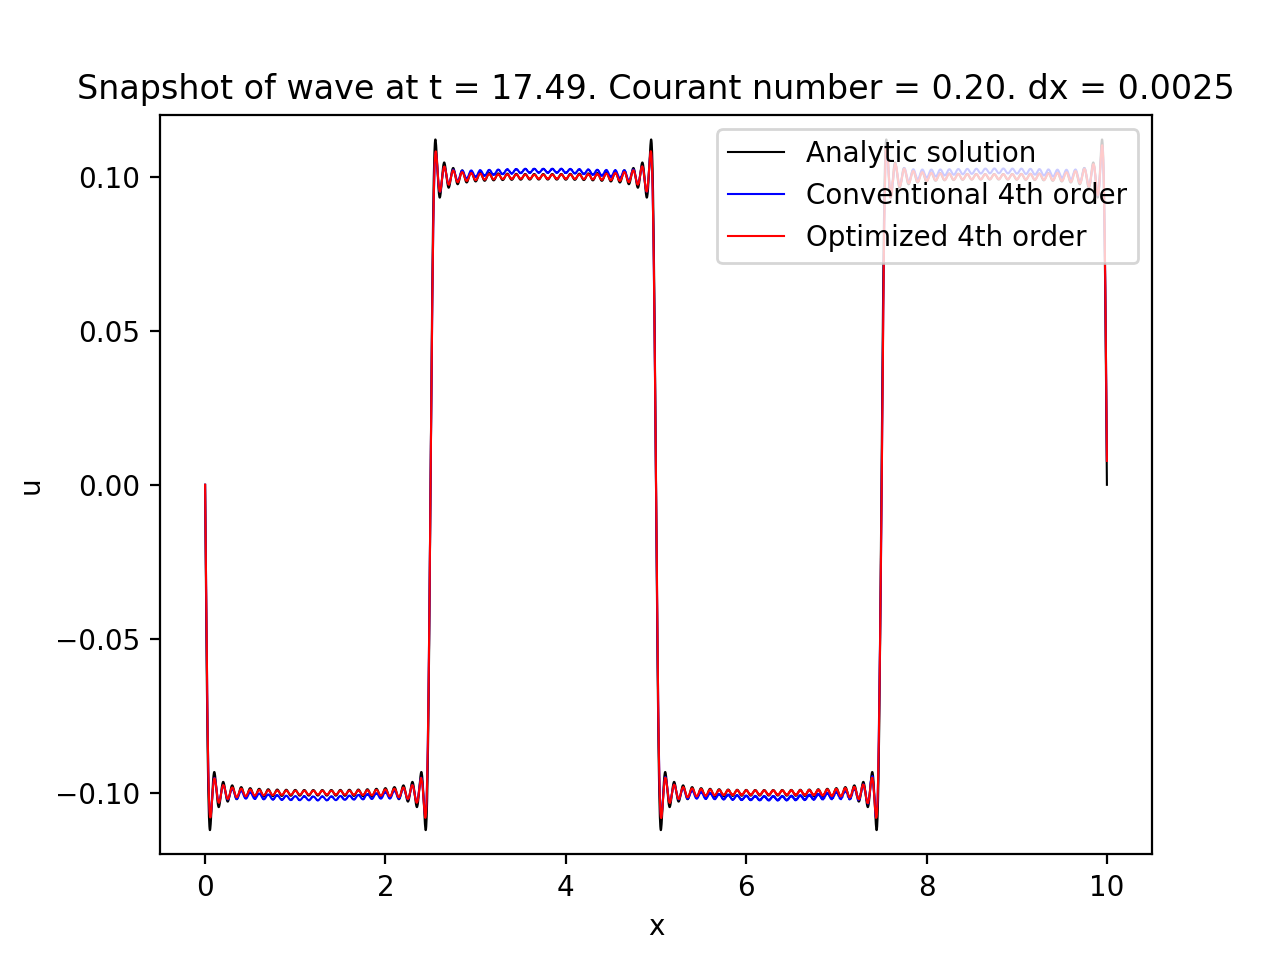 Snapshot of wave at t = 17.49. Courant number = 0.20. dx = 0.0025
Analytic solution
Conventional 4th order
Optimized 4th order
0.10
0.05
0.00
−0.05
−0.10
u
0 2 4 6 8 10
x